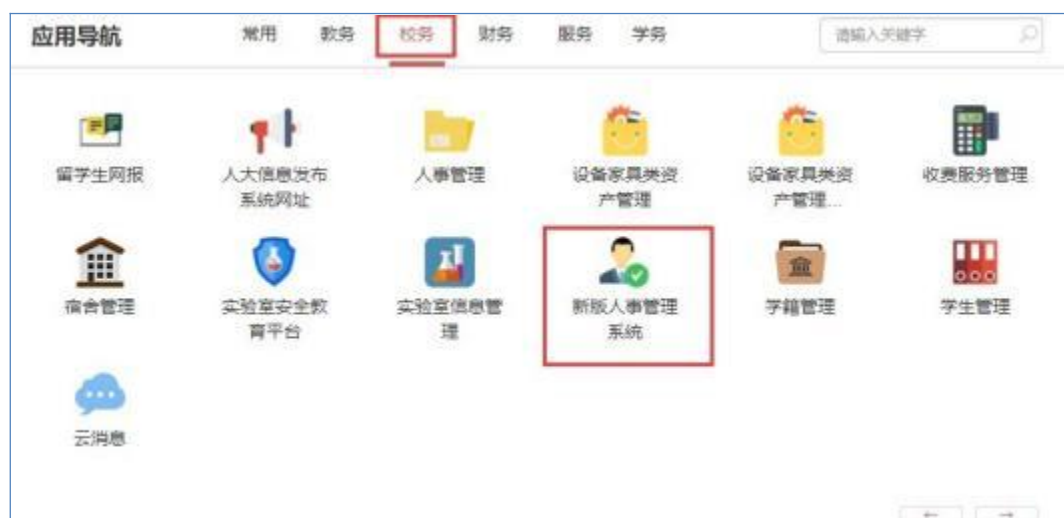 应用导航 常用 教务 校务 财务 服务 学务 请输入关键字
留学生网报 人大信息发布 人事管理 设备家具类资 设备家具类资 收费服务管理
系统网址 产管理 产管理...
宿舍管理 实验室安全教 实验室信息管 新版人事管理 学籍管理 学生管理
育平台 理 系统
云消息